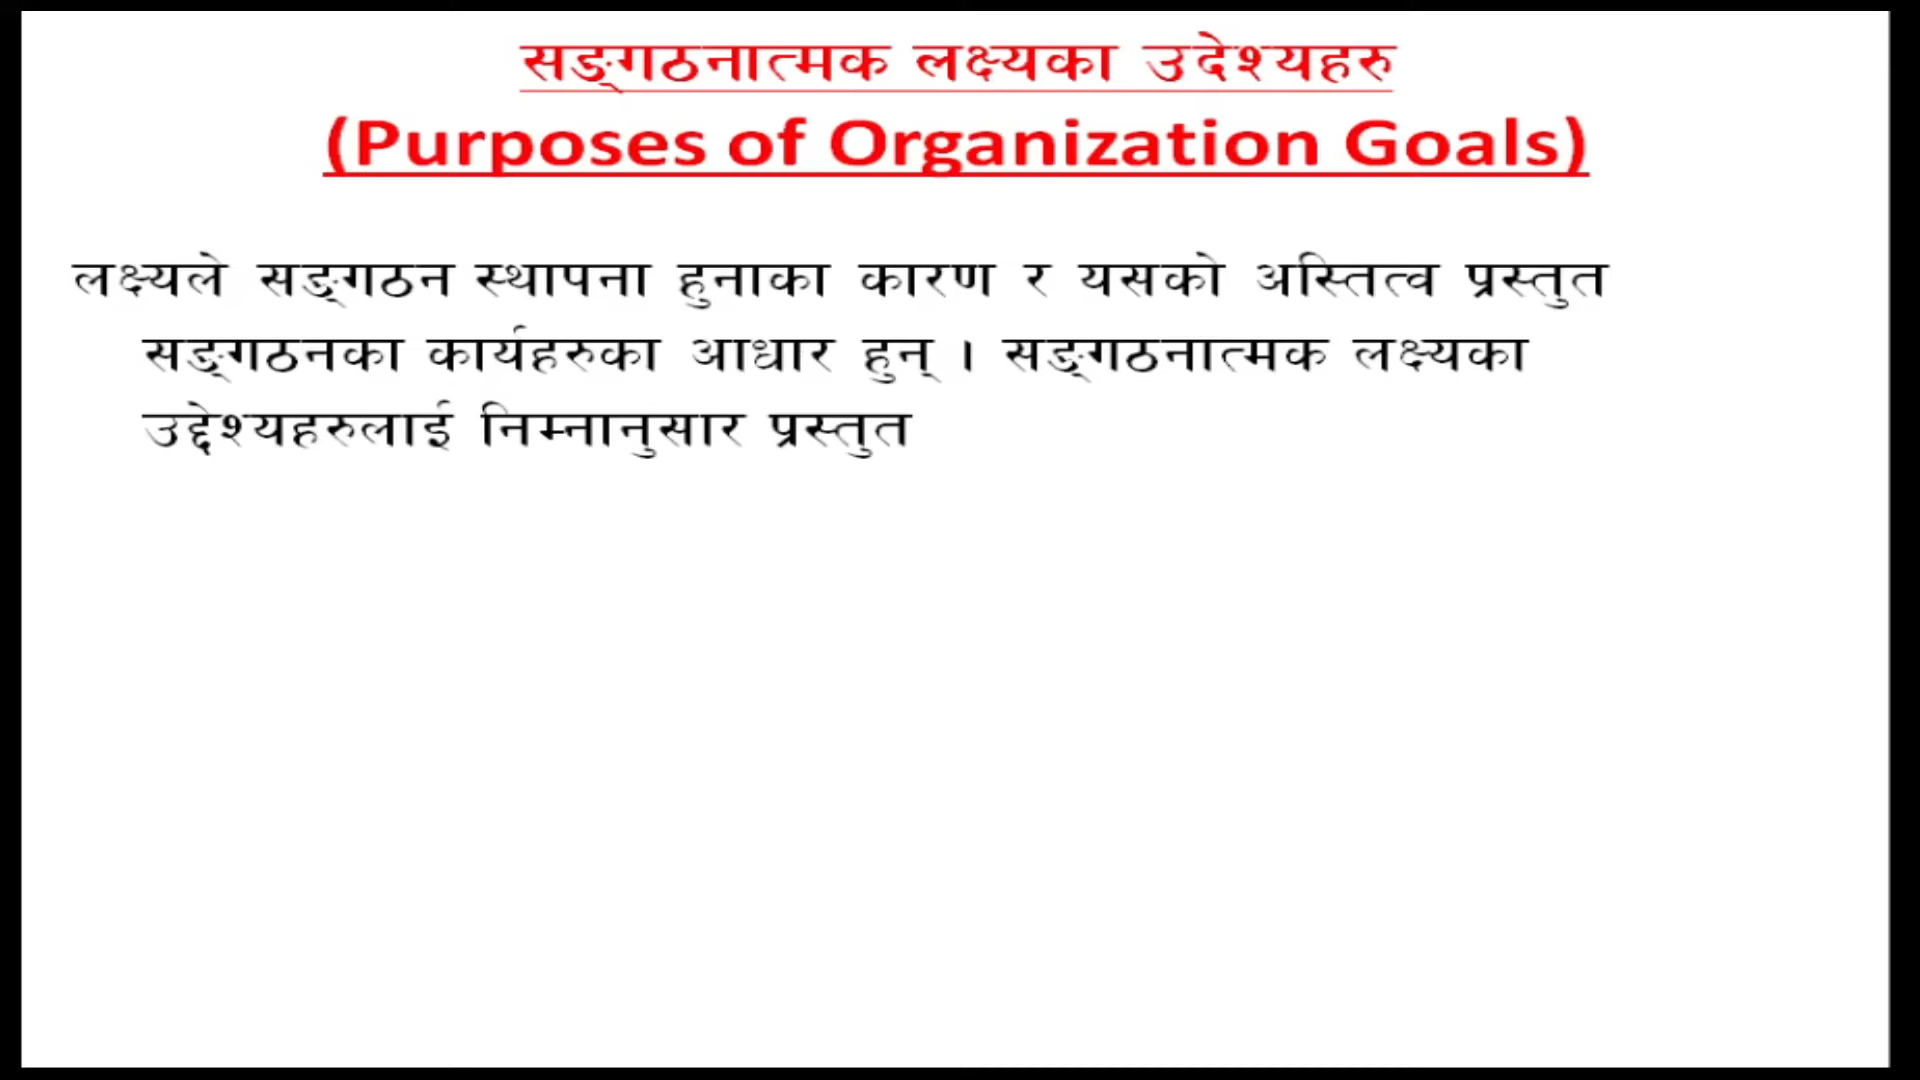 सङ्गठनात्मक लक्ष्यका उदेश्यहरु
(Purposes of Organization Goals)
लक्ष्यले सङ्गठन स्थापना हुनाका कारण र यसको अस्तित्व प्रस्तुत
सङ्गठनका कार्यहरुका आधार हुन् । सङ्गठनात्मक लक्ष्यका
उद्देश्यहरुलाई निम्नानुसार प्रस्तुत